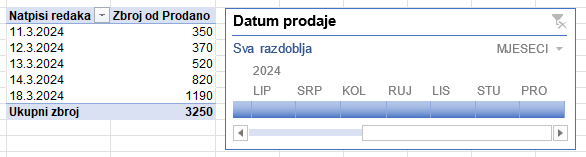 Natpisi redaka Zbroj od Prodano
11.3.2024 350
12.3.2024 370
13.3.2024 520
14.3.2024 820
18.3.2024 1190
Ukupni zbroj 3250
Datum prodaje
Sva razdoblja MJESECI
2024
LIP SRP KOL RUJ LIS STU PRO